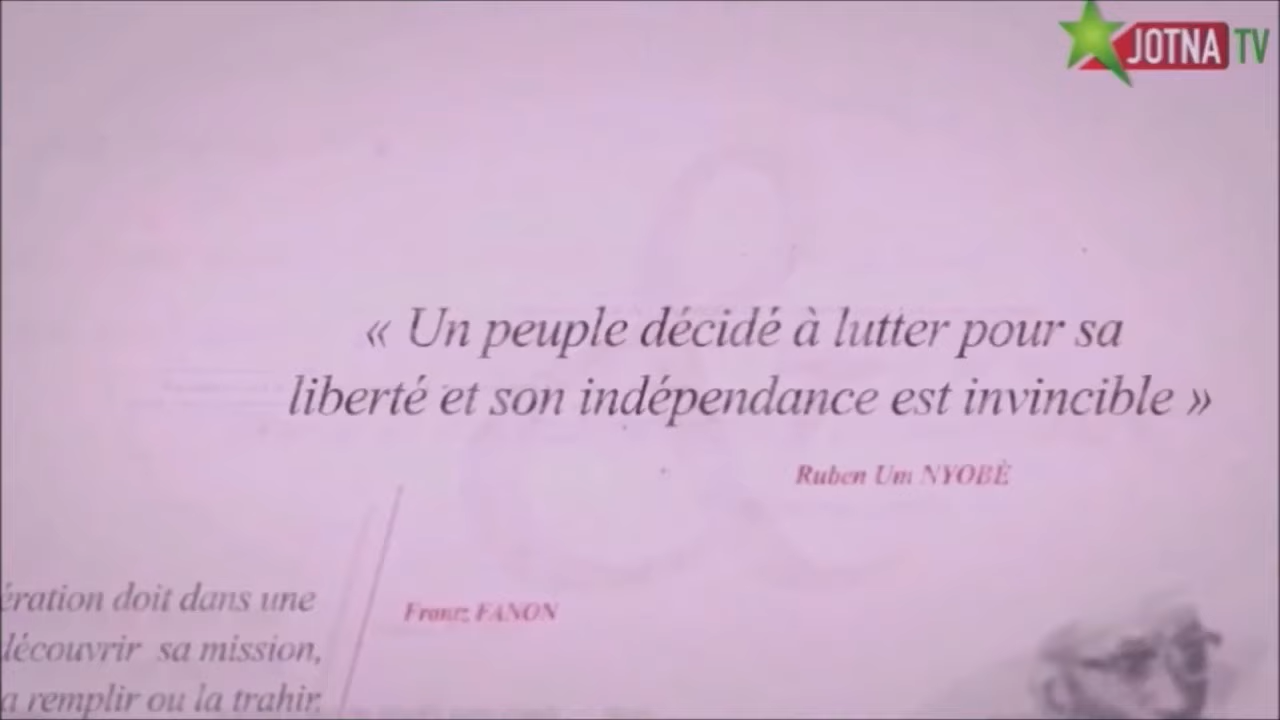 JOTNA TV
« Un peuple décidé à lutter pour sa
liberté et son indépendance est invincible »
Ruben Um NYOBÈ
ération doit dans une
découvrir sa mission,
a remplir ou la trahir.
Franz FANON